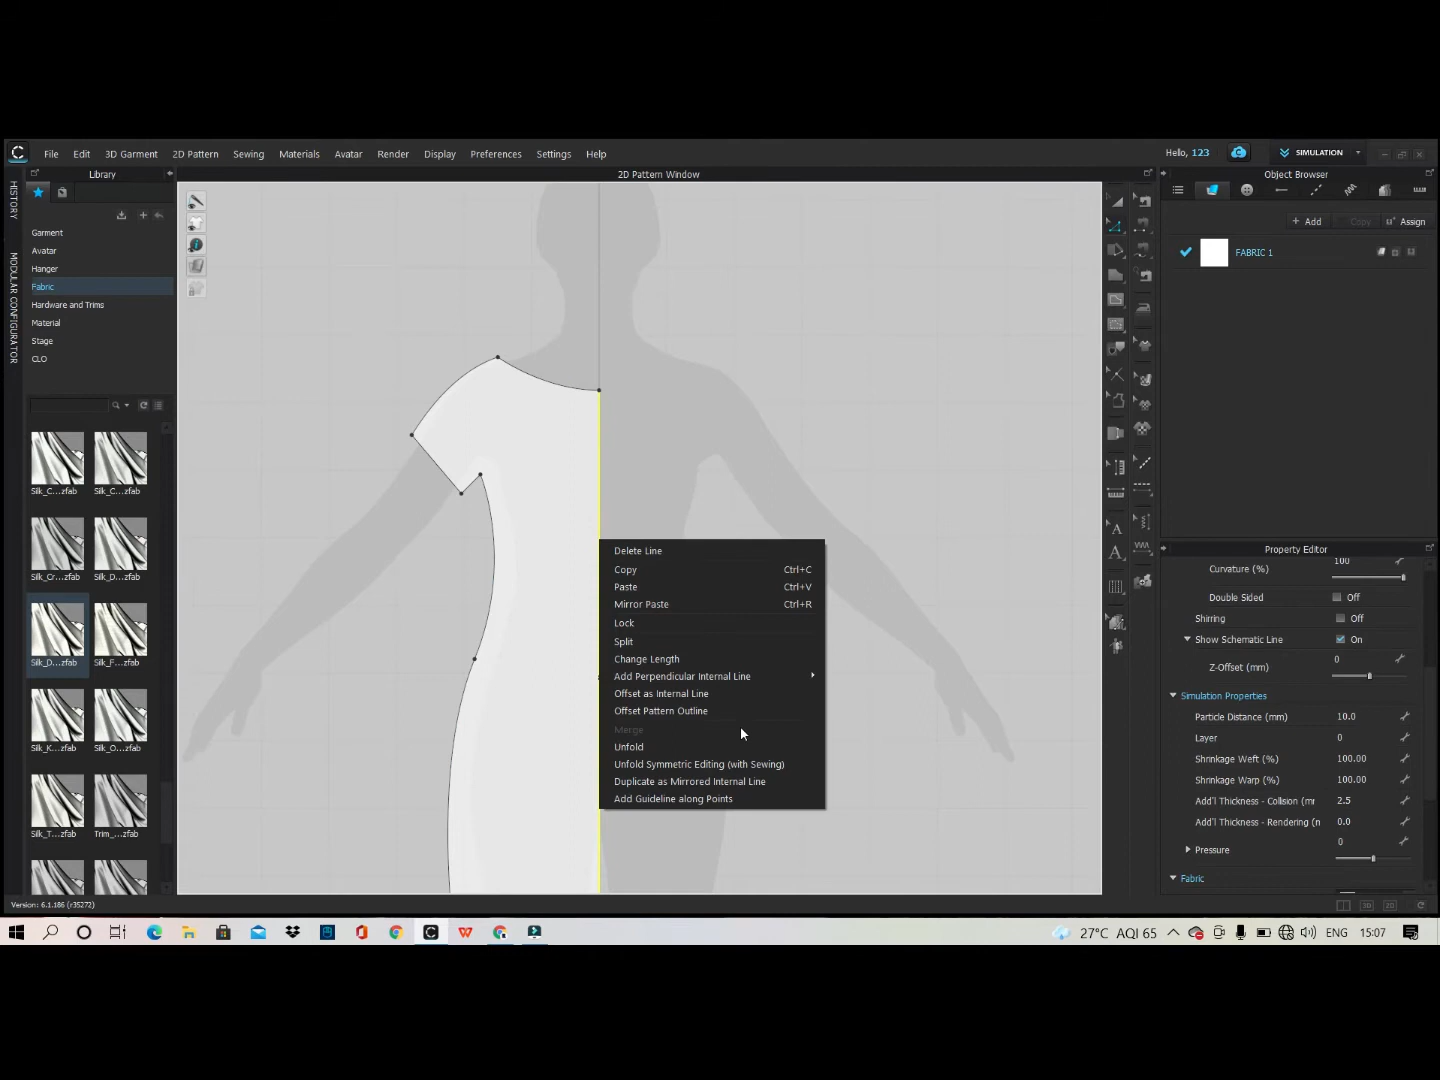 File Edit 3D Garment 2D Pattern Sewing Materials Avatar Render Display Preferences Settings Help
Hello, 123
SIMULATION
HISTORY
MODULAR CONFIGURATOR
Library
Garment
Avatar
Hanger
Fabric
Hardware and Trims
Material
Stage
CLO
Silk_C...zfab Silk_C...zfab
Silk_Cr...zfab Silk_D...zfab
Silk_D...zfab Silk_F...zfab
Silk_K...zfab Silk_O...zfab
Silk_T...zfab Trim_...zfab
Version: 6.1.186 (r35272)
2D Pattern Window
Delete Line
Copy Ctrl+C
Paste Ctrl+V
Mirror Paste Ctrl+R
Lock
Split
Change Length
Add Perpendicular Internal Line
Offset as Internal Line
Offset Pattern Outline
Merge
Unfold
Unfold Symmetric Editing (with Sewing)
Duplicate as Mirrored Internal Line
Add Guideline along Points
Object Browser
+ Add Copy Assign
FABRIC 1
Property Editor
Curvature (%) 100
Double Sided Off
Shirring Off
Show Schematic Line On
Z-Offset (mm) 0
Simulation Properties
Particle Distance (mm) 10.0
Layer 0
Shrinkage Weft (%) 100.00
Shrinkage Warp (%) 100.00
Add'l Thickness - Collision (mr 2.5
Add'l Thickness - Rendering (n 0.0
Pressure 0
Fabric
3D 2D
27°C AQI 65 ENG 15:07